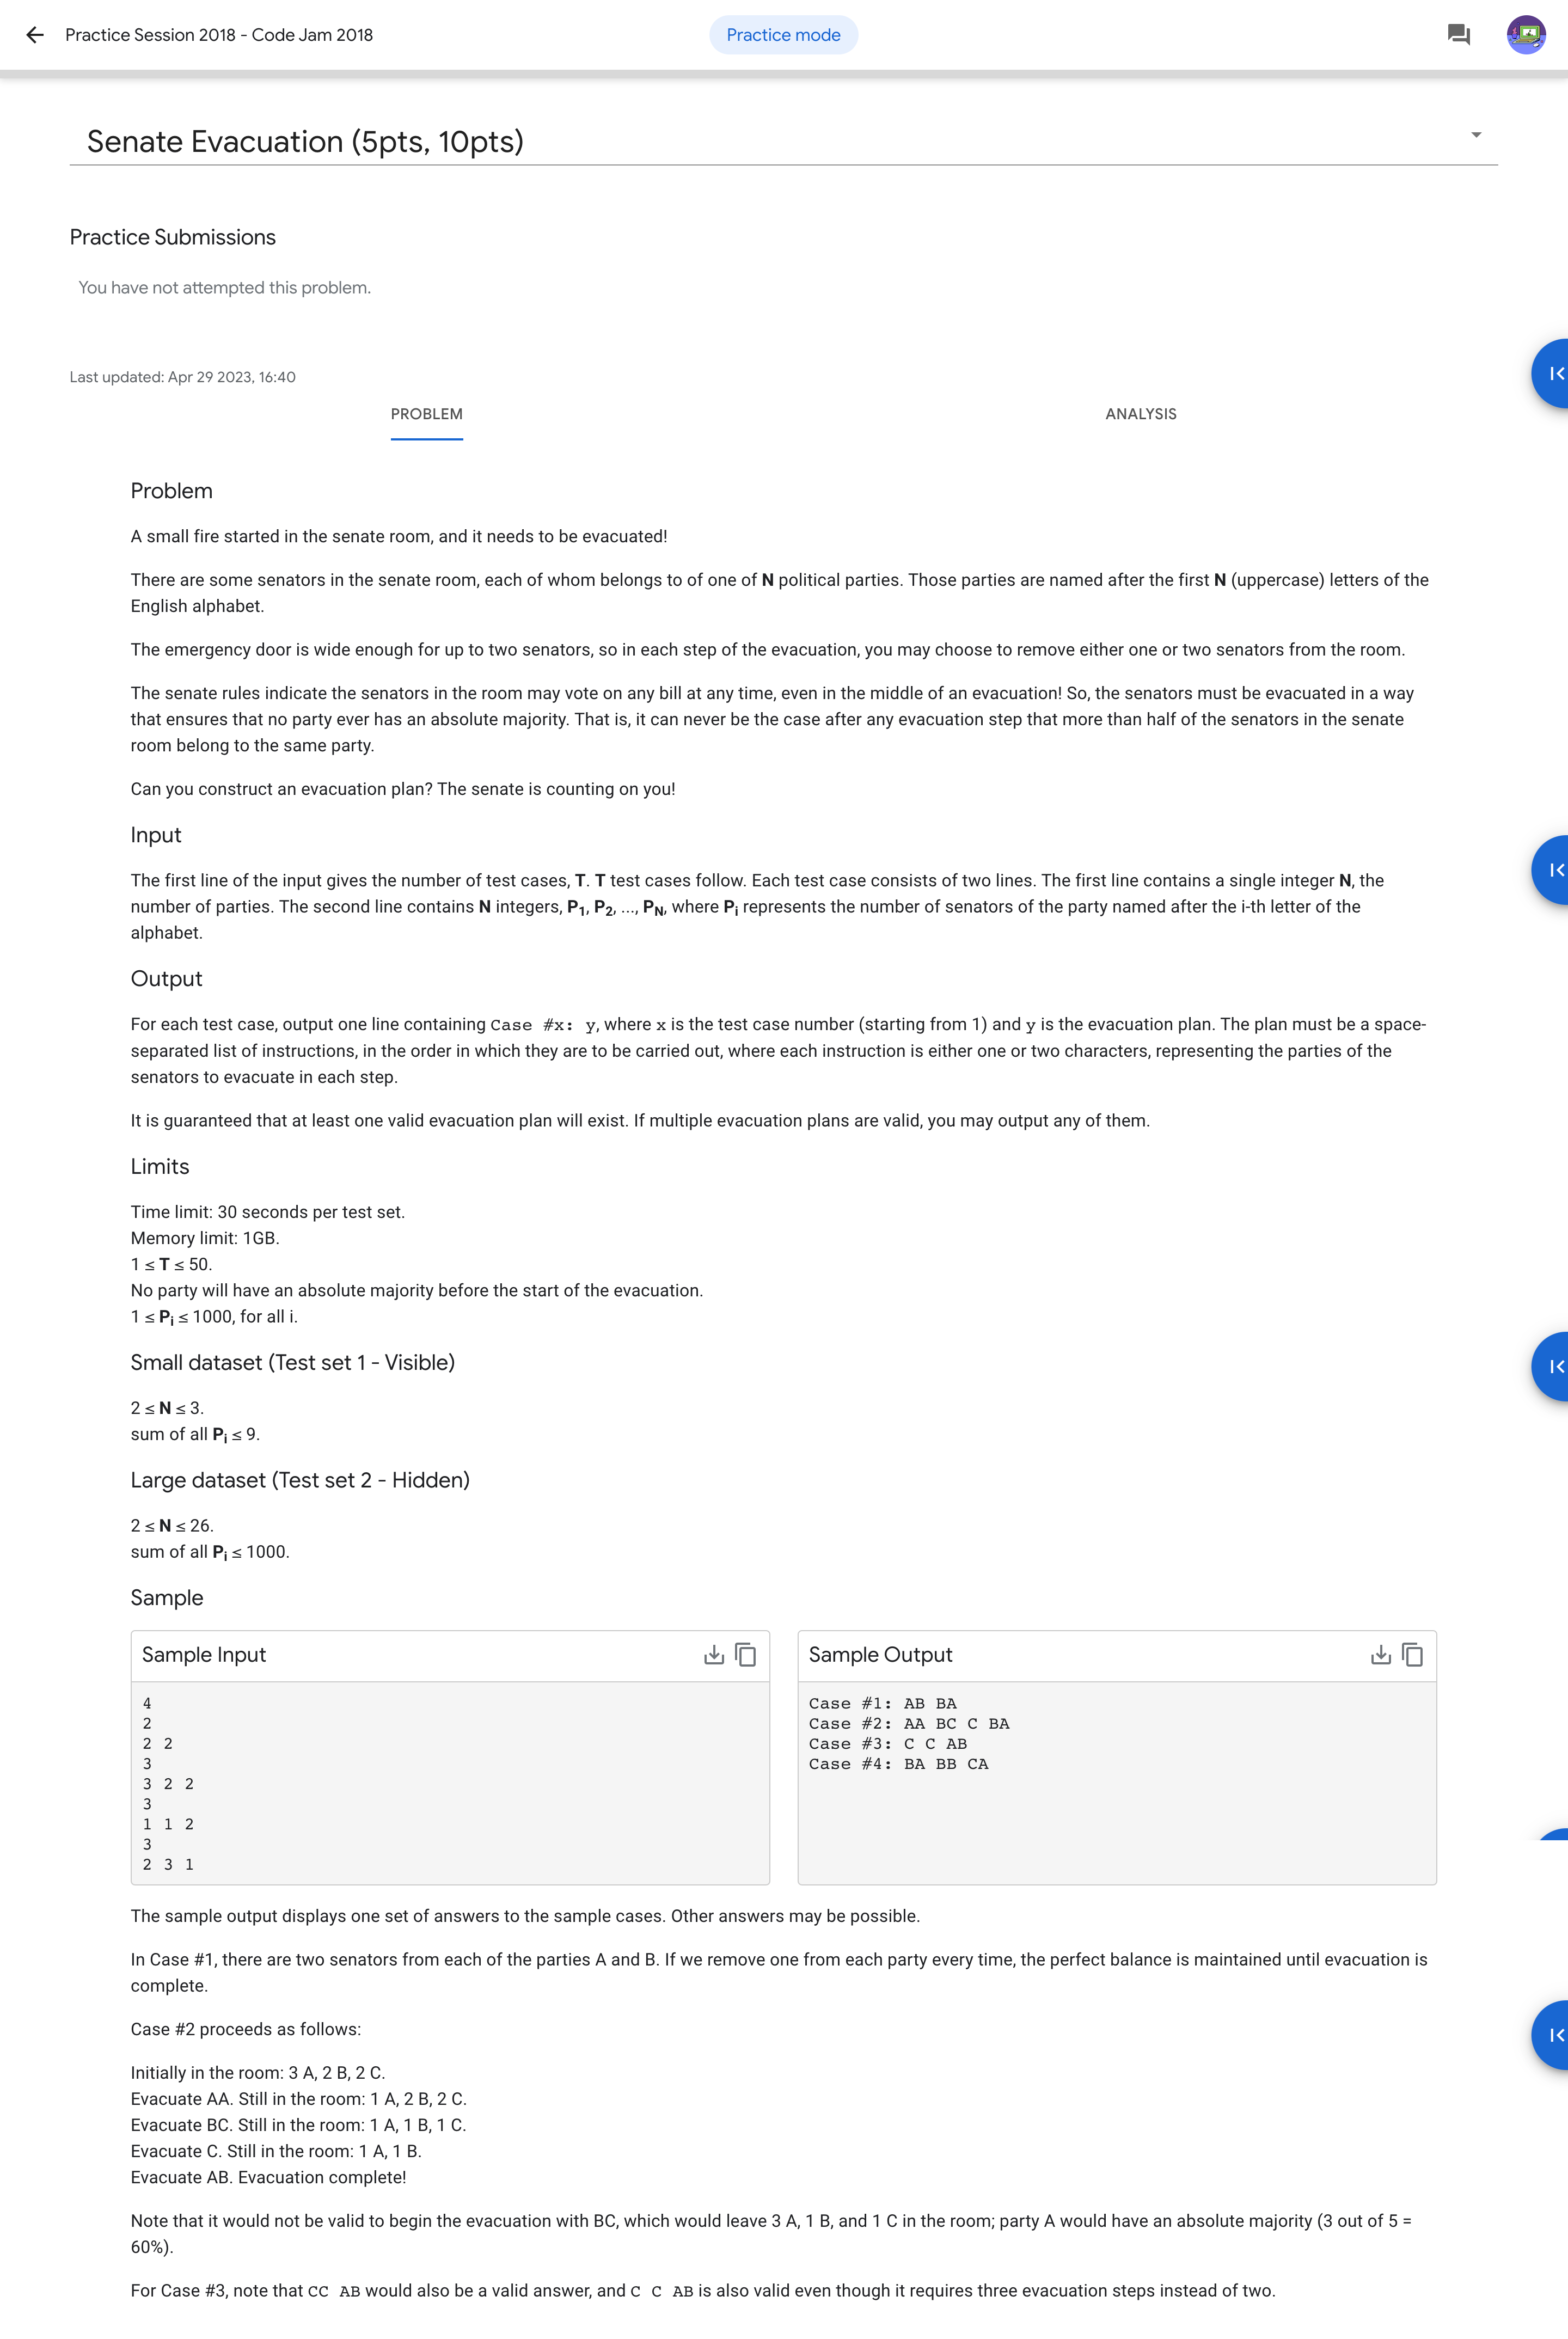 Practice Session 2018 - Code Jam 2018
Practice mode
Senate Evacuation (5pts, 10pts)
Practice Submissions
You have not attempted this problem.
Last updated: Apr 29 2023, 16:40
PROBLEM
ANALYSIS
Problem
A small fire started in the senate room, and it needs to be evacuated!
There are some senators in the senate room, each of whom belongs to of one of N political parties. Those parties are named after the first N (uppercase) letters of the
English alphabet.
The emergency door is wide enough for up to two senators, so in each step of the evacuation, you may choose to remove either one or two senators from the room.
The senate rules indicate the senators in the room may vote on any bill at any time, even in the middle of an evacuation! So, the senators must be evacuated in a way
that ensures that no party ever has an absolute majority. That is, it can never be the case after any evacuation step that more than half of the senators in the senate
room belong to the same party.
Can you construct an evacuation plan? The senate is counting on you!
Input
The first line of the input gives the number of test cases, T. T test cases follow. Each test case consists of two lines. The first line contains a single integer N, the
number of parties. The second line contains N integers, P1, P2, ..., PN, where Pi represents the number of senators of the party named after the i-th letter of the
alphabet.
Output
For each test case, output one line containing Case #x: y, where x is the test case number (starting from 1) and y is the evacuation plan. The plan must be a space-
separated list of instructions, in the order in which they are to be carried out, where each instruction is either one or two characters, representing the parties of the
senators to evacuate in each step.
It is guaranteed that at least one valid evacuation plan will exist. If multiple evacuation plans are valid, you may output any of them.
Limits
Time limit: 30 seconds per test set.
Memory limit: 1GB.
1 ≤ T ≤ 50.
No party will have an absolute majority before the start of the evacuation.
1 ≤ Pi ≤ 1000, for all i.
Small dataset (Test set 1 - Visible)
2 ≤ N ≤ 3.
sum of all Pi ≤ 9.
Large dataset (Test set 2 - Hidden)
2 ≤ N ≤ 26.
sum of all Pi ≤ 1000.
Sample
Sample Input
4
2
2 2
3
3 2 2
3
1 1 2
3
2 3 1
Sample Output
Case #1: AB BA
Case #2: AA BC C BA
Case #3: C C AB
Case #4: BA BB CA
The sample output displays one set of answers to the sample cases. Other answers may be possible.
In Case #1, there are two senators from each of the parties A and B. If we remove one from each party every time, the perfect balance is maintained until evacuation is
complete.
Case #2 proceeds as follows:
Initially in the room: 3 A, 2 B, 2 C.
Evacuate AA. Still in the room: 1 A, 2 B, 2 C.
Evacuate BC. Still in the room: 1 A, 1 B, 1 C.
Evacuate C. Still in the room: 1 A, 1 B.
Evacuate AB. Evacuation complete!
Note that it would not be valid to begin the evacuation with BC, which would leave 3 A, 1 B, and 1 C in the room; party A would have an absolute majority (3 out of 5 =
60%).
For Case #3, note that CC AB would also be a valid answer, and C C AB is also valid even though it requires three evacuation steps instead of two.